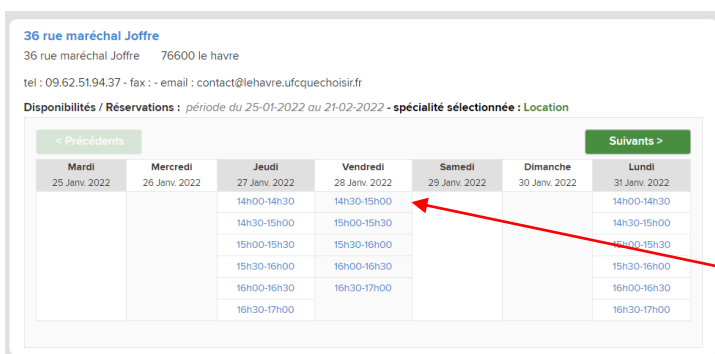 36 rue maréchal Joffre
36 rue maréchal Joffre 76600 le havre
tel : 09.62.51.94.37 - fax : - email : contact@lehavre.ufcquechoisir.fr
Disponibilités / Réservations : période du 25-01-2022 au 21-02-2022 - spécialité sélectionnée : Location
< Précédents Suivants >
Mardi Mercredi Jeudi Vendredi Samedi Dimanche Lundi
25 Janv. 2022 26 Janv. 2022 27 Janv. 2022 28 Janv. 2022 29 Janv. 2022 30 Janv. 2022 31 Janv. 2022
14h00-14h30 14h30-15h00 14h00-14h30
14h30-15h00 15h00-15h30 14h30-15h00
15h00-15h30 15h30-16h00 15h00-15h30
15h30-16h00 16h00-16h30 15h30-16h00
16h00-16h30 16h30-17h00 16h00-16h30
16h30-17h00 16h30-17h00